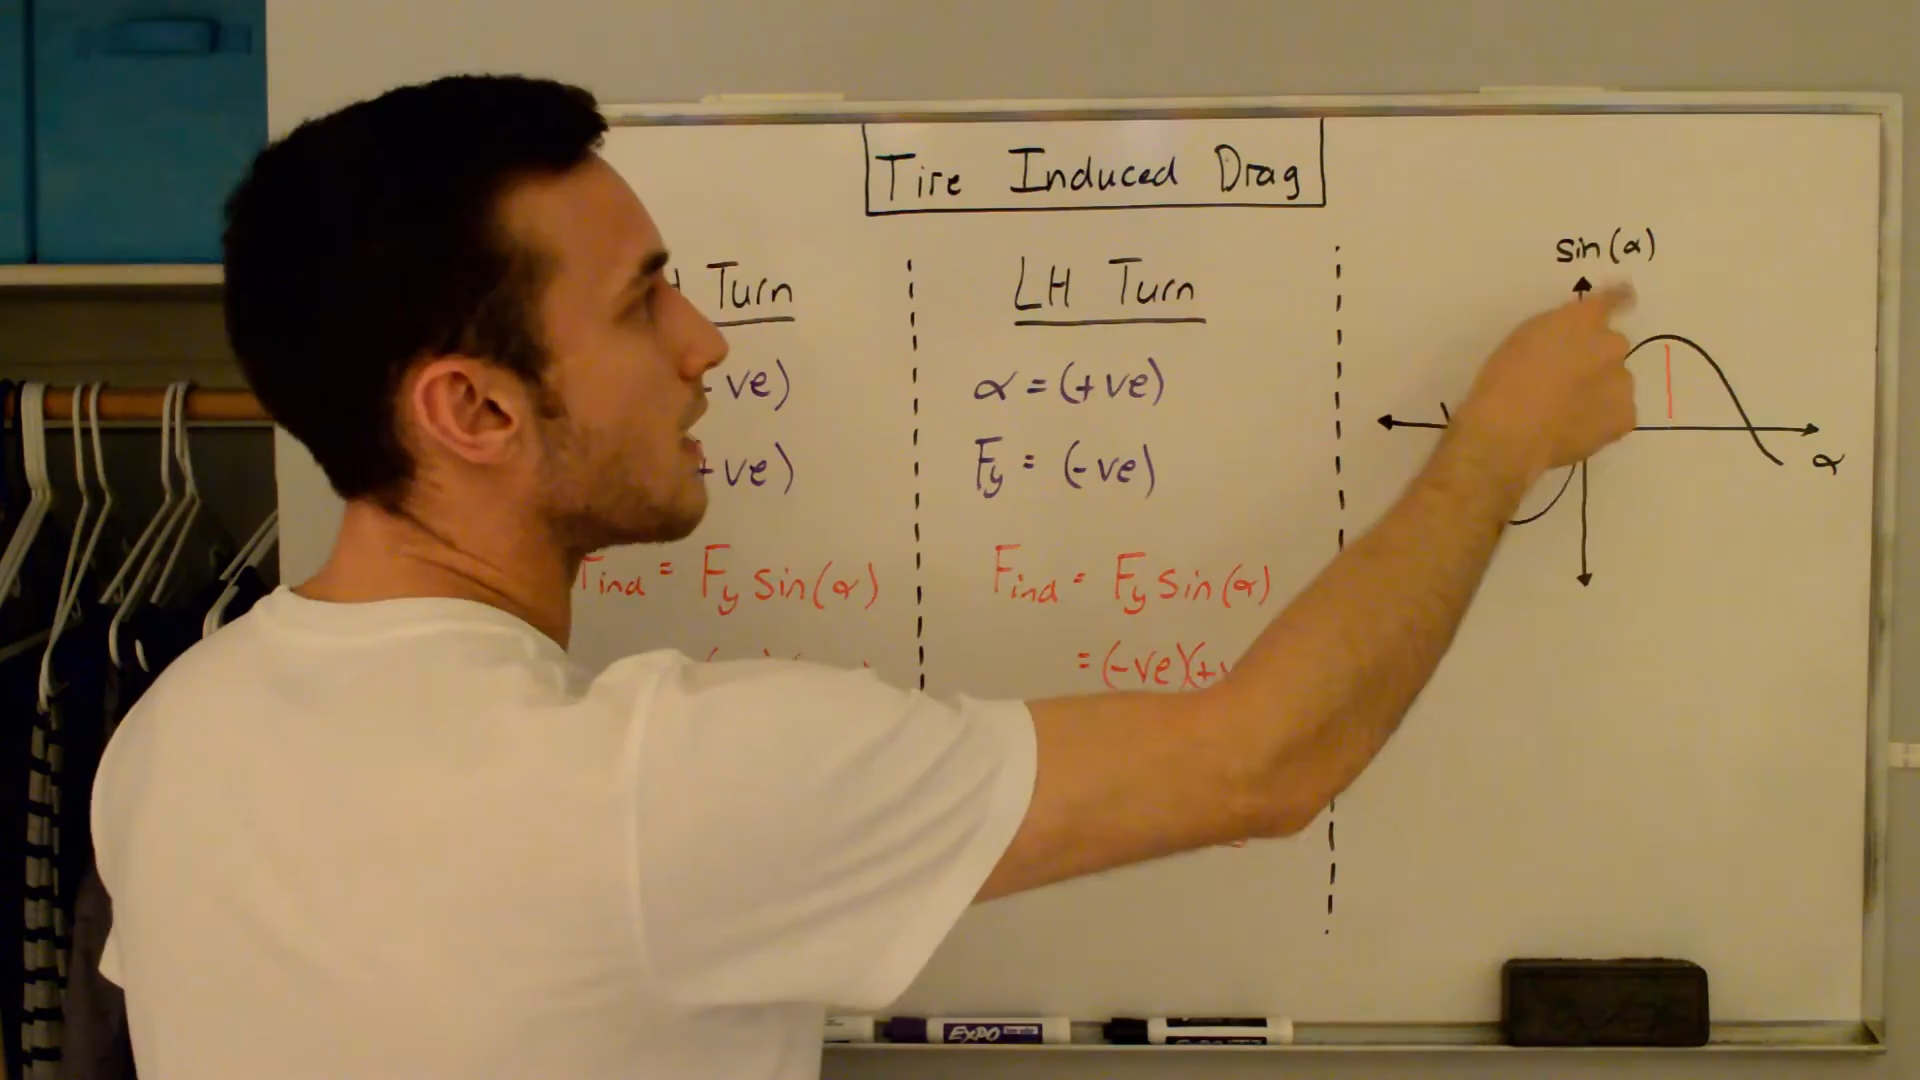 Tire Induced Drag
Turn
ve)
+ve)
Find = Fy sin(α)
LH Turn
α = (+ve)
Fy = (-ve)
Find = Fy sin(α)
= (-ve)(+v
sin(α)
α
EXPO